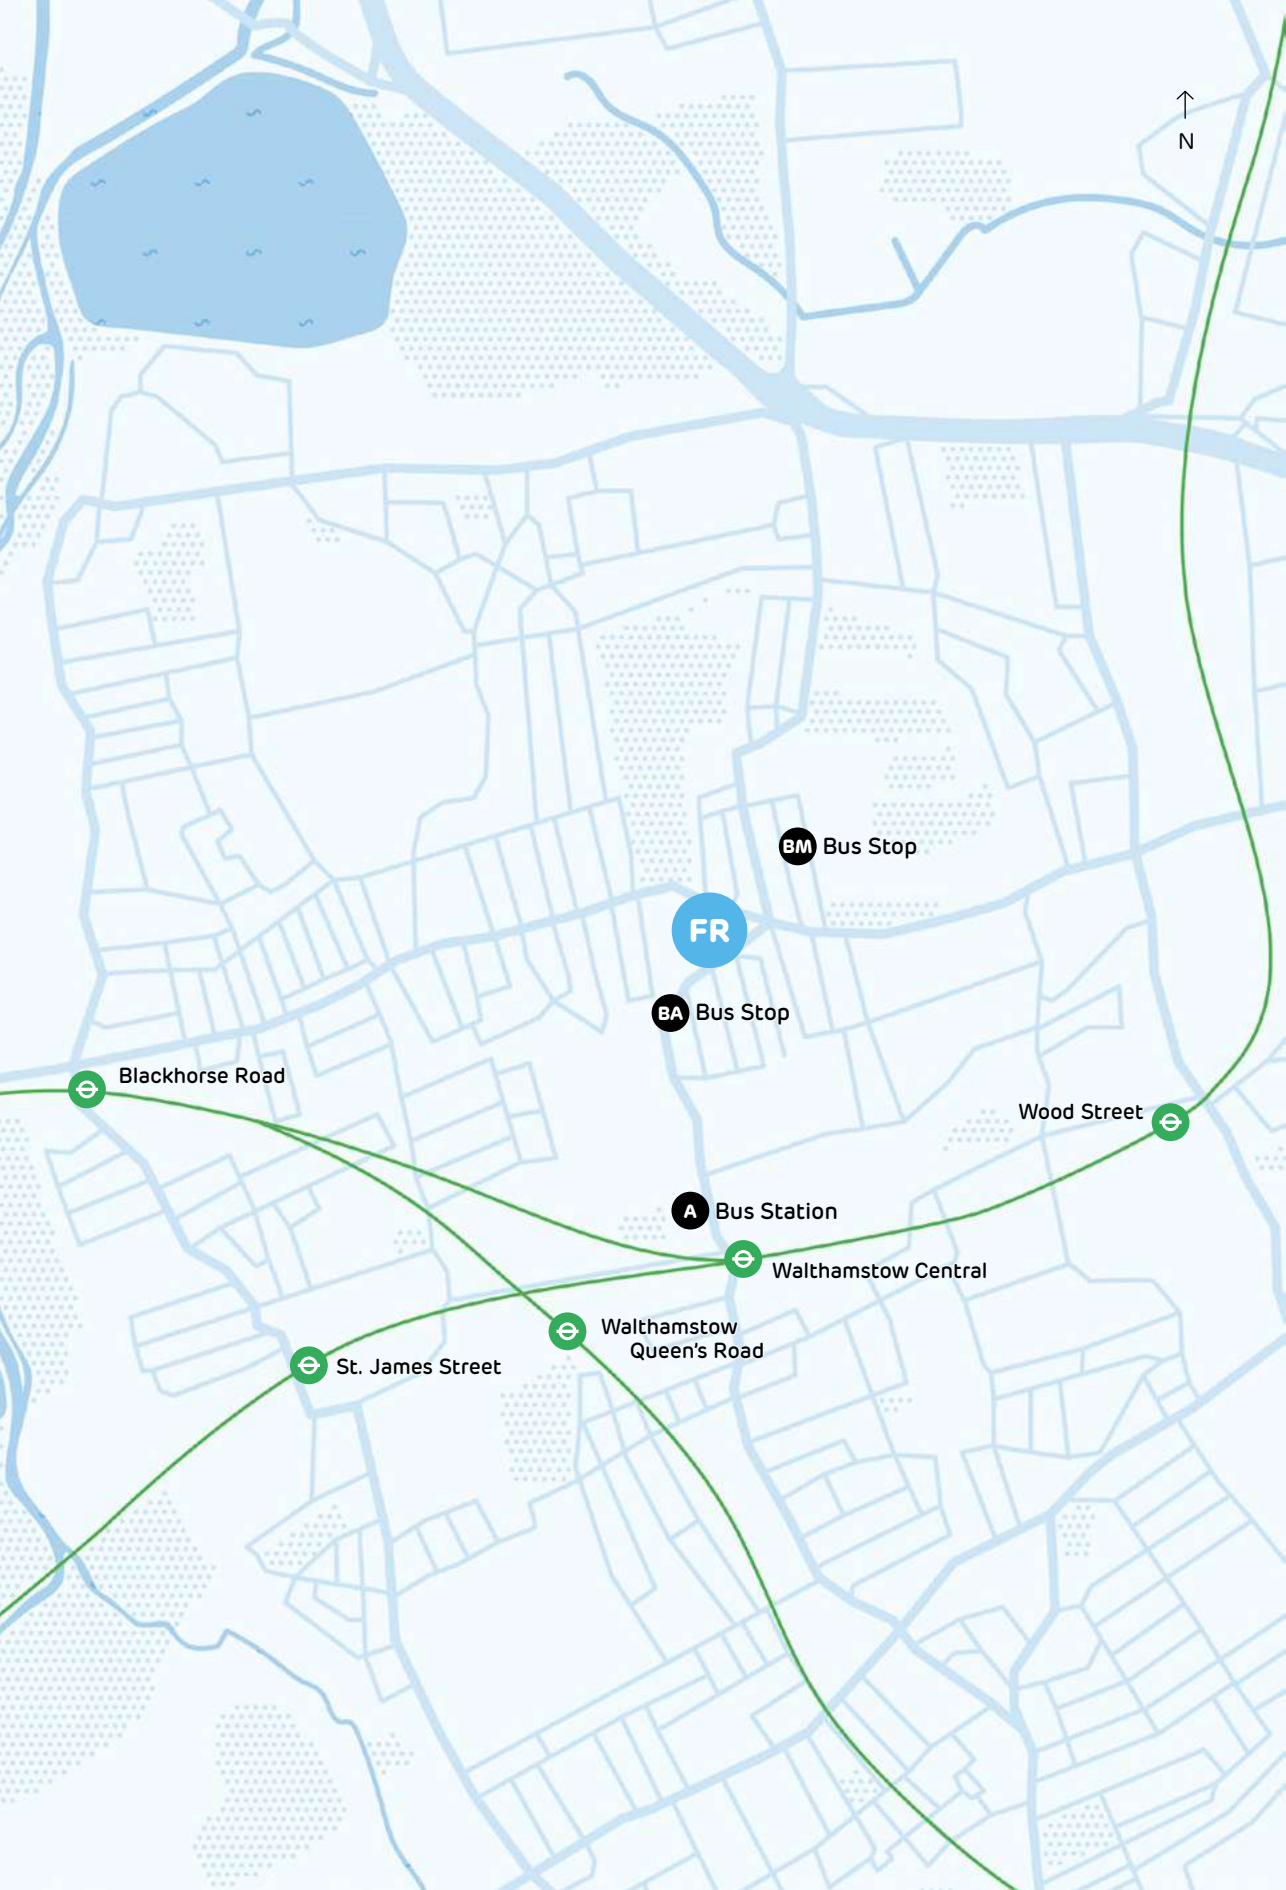 N
BM Bus Stop
FR
BA Bus Stop
Blackhorse Road
Wood Street
A Bus Station
Walthamstow Central
Walthamstow
Queen's Road
St. James Street